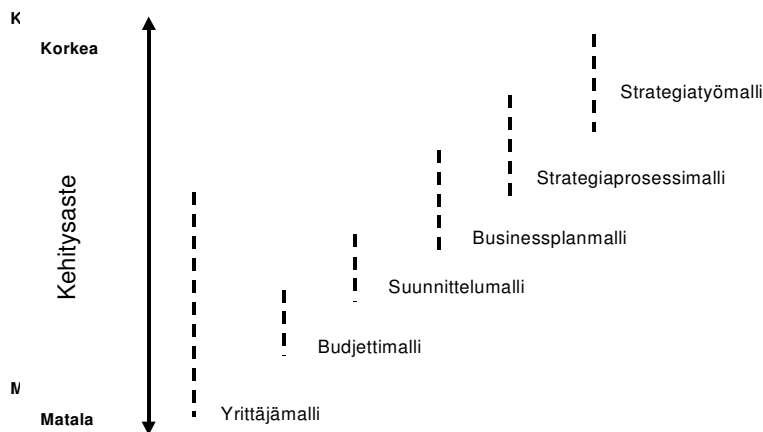 K
Korkea
Strategiatyömalli
Strategiaprosessimalli
Kehitysaste
Businessplanmalli
Suunnittelumalli
Budjettimalli
M
Yrittäjämalli
Matala